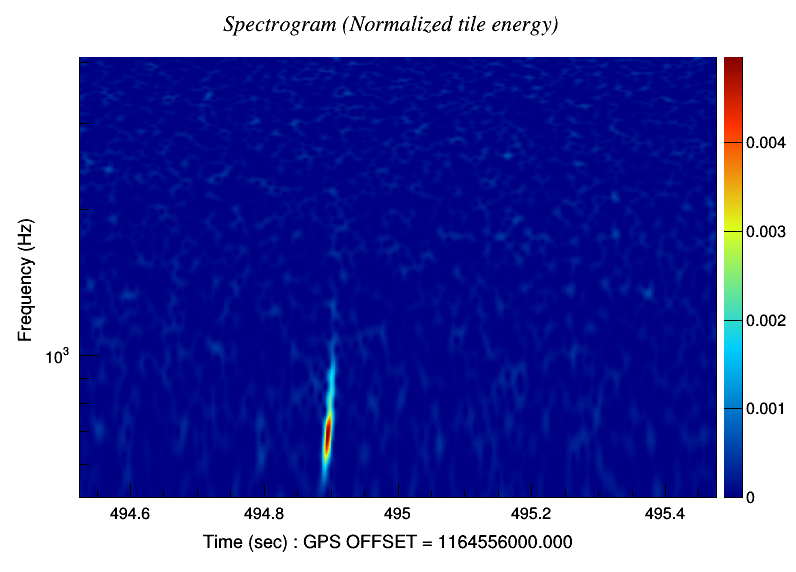 Spectrogram (Normalized tile energy)
Frequency (Hz)
10³
0.004
0.003
0.002
0.001
0
494.6 494.8 495 495.2 495.4
Time (sec) : GPS OFFSET = 1164556000.000